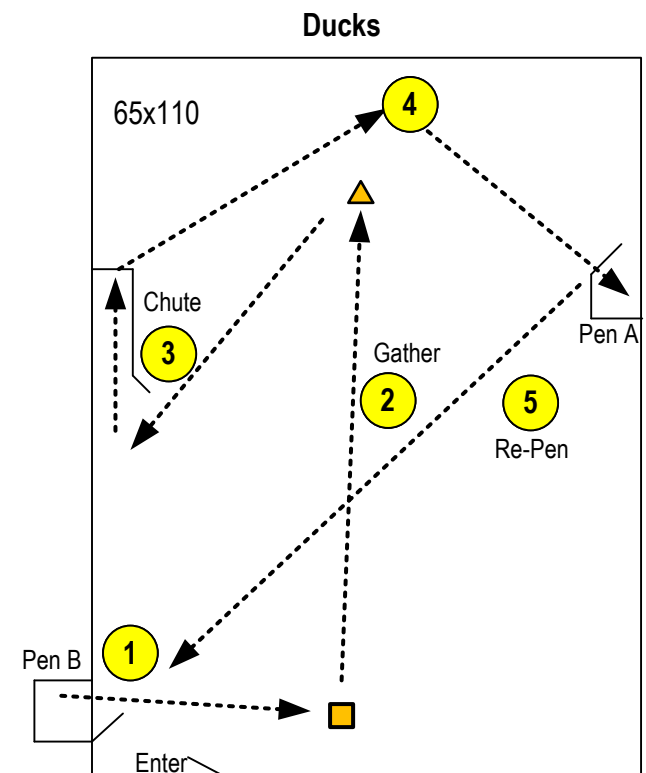 Ducks
65x110
4
Chute
3
Pen A
Gather
2
5
Re-Pen
1
Pen B
Enter